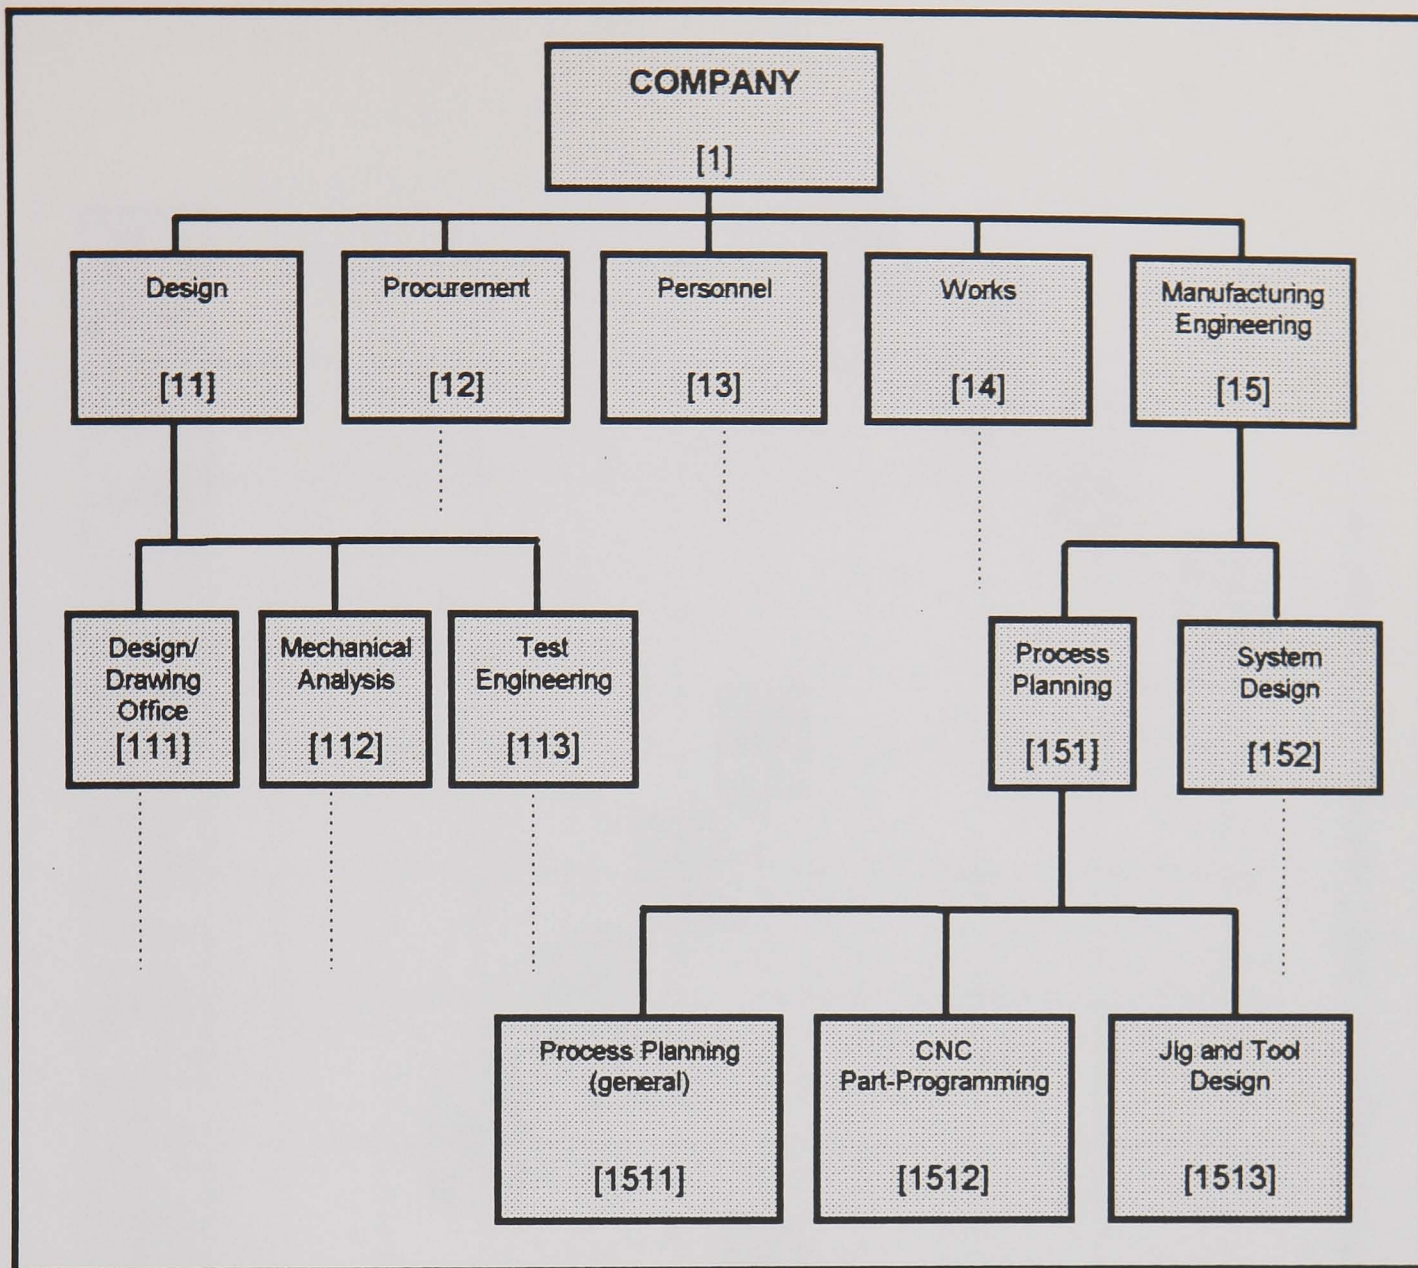 COMPANY
[1]
Design
[11]
Procurement
[12]
Personnel
[13]
Works
[14]
Manufacturing
Engineering
[15]
Design/
Drawing
Office
[111]
Mechanical
Analysis
[112]
Test
Engineering
[113]
Process
Planning
[151]
System
Design
[152]
Process Planning
(general)
[1511]
CNC
Part-Programming
[1512]
Jig and Tool
Design
[1513]